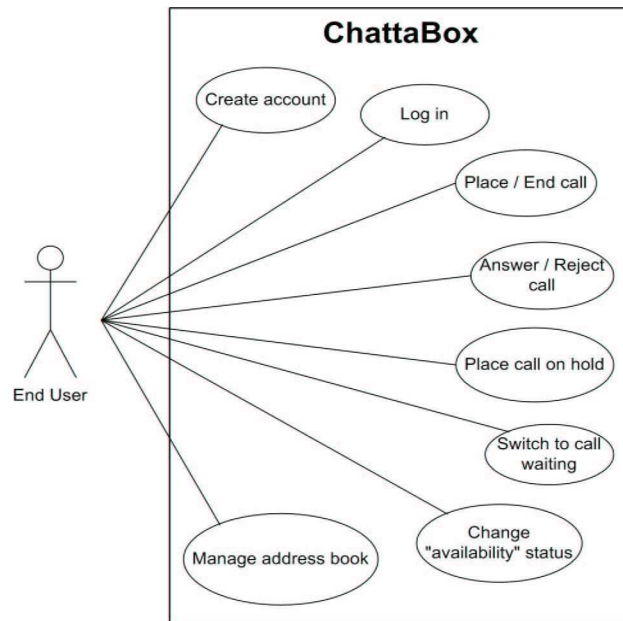 ChattaBox
Create account
Log in
Place / End call
Answer / Reject
call
Place call on hold
End User
Switch to call
waiting
Change
"availability" status
Manage address book